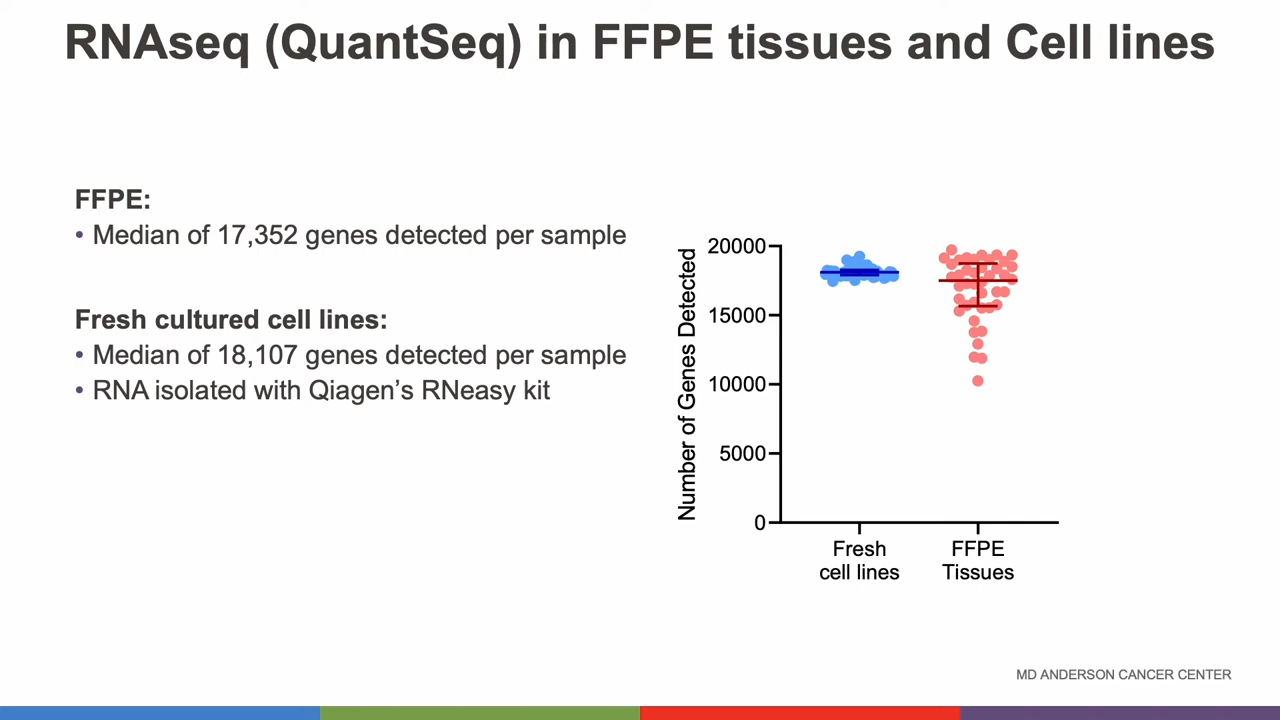 RNAseq (QuantSeq) in FFPE tissues and Cell lines
FFPE:
• Median of 17,352 genes detected per sample
Fresh cultured cell lines:
• Median of 18,107 genes detected per sample
• RNA isolated with Qiagen’s RNeasy kit
Number of Genes Detected
20000
15000
10000
5000
0
Fresh
cell lines
FFPE
Tissues
MD ANDERSON CANCER CENTER